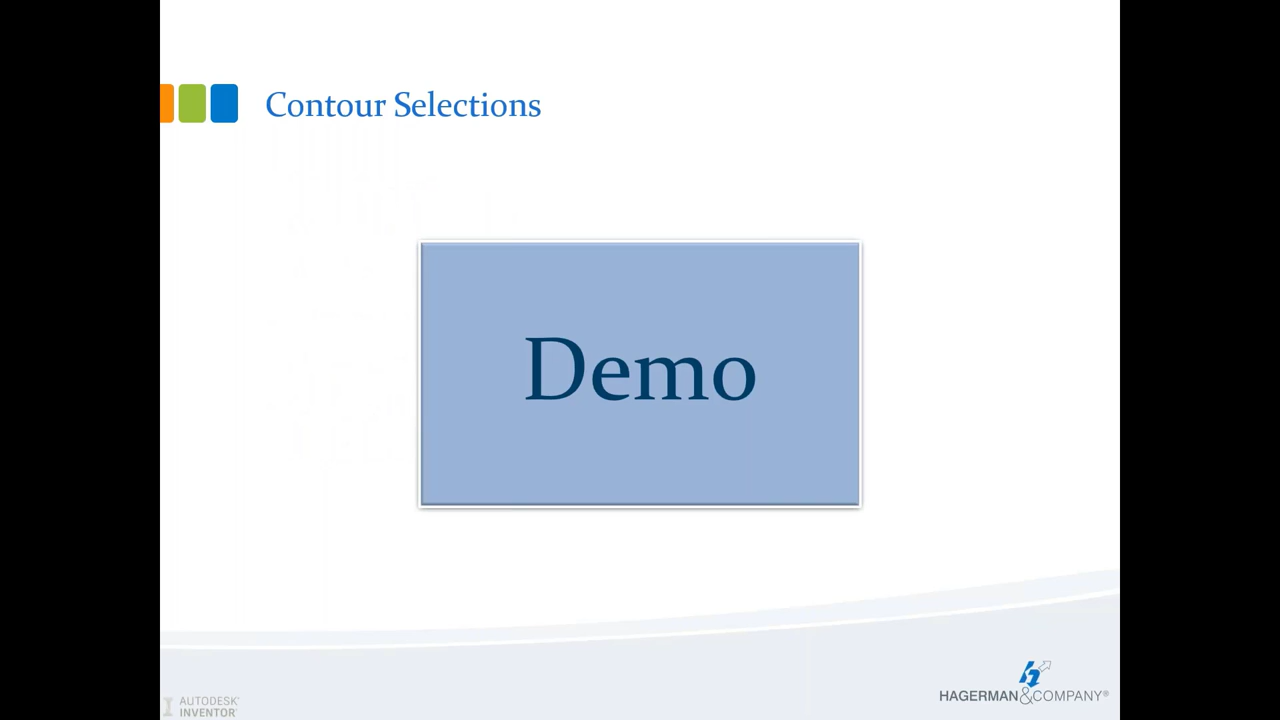 Contour Selections
Demo
AUTODESK®
INVENTOR®
HAGERMAN&COMPANY®